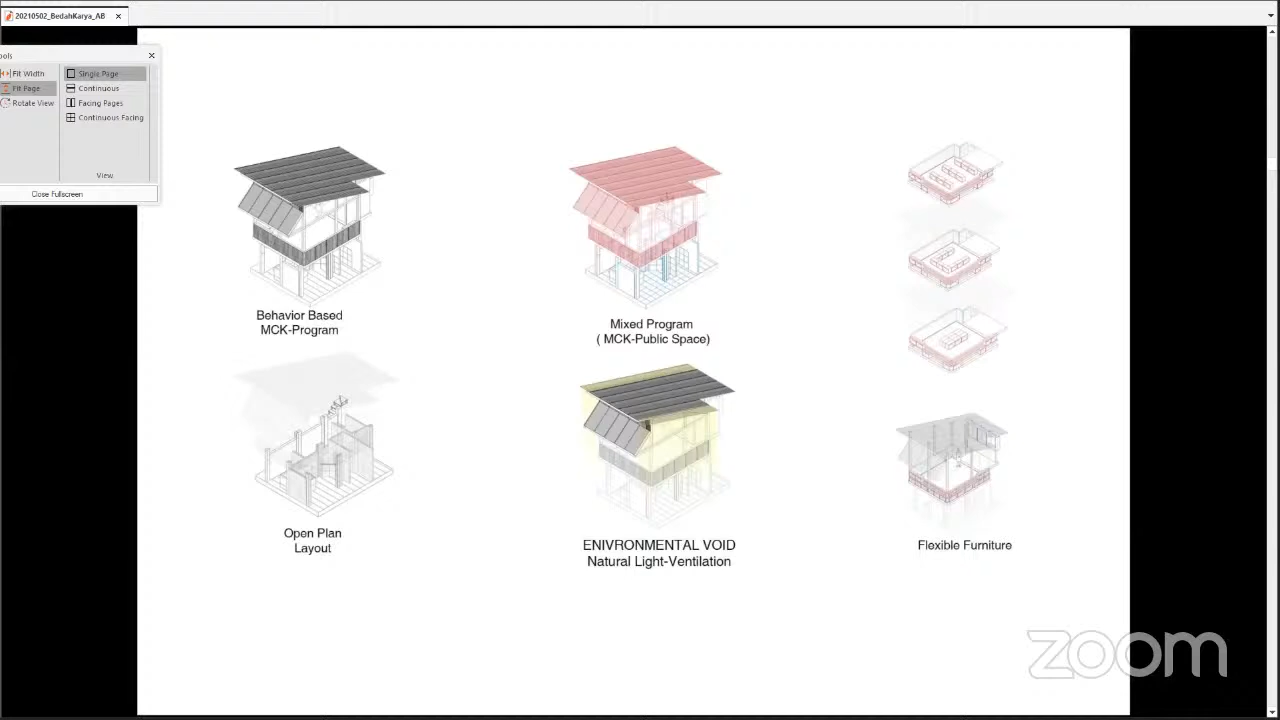 20210502_BedahKarya_AB
ools
Fit Width
Single Page
Fit Page
Continuous
Rotate View
Facing Pages
Continuous Facing
View
Close Fullscreen
Behavior Based
MCK-Program
Mixed Program
( MCK-Public Space)
Open Plan
Layout
ENIVRONMENTAL VOID
Natural Light-Ventilation
Flexible Furniture
zoom